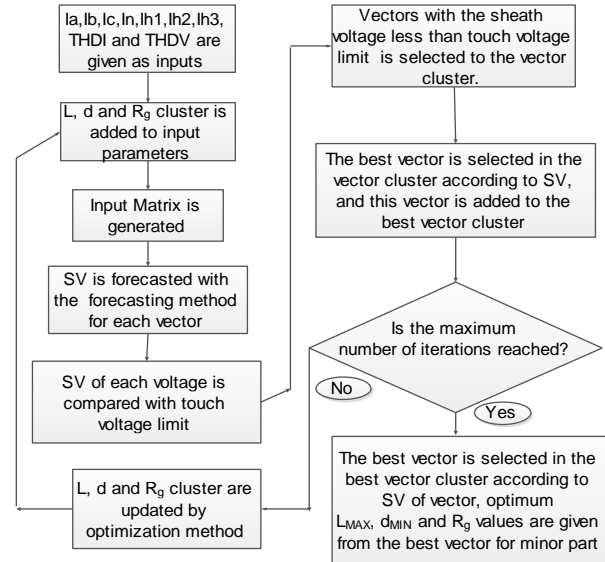 Ia,Ib,Ic,In,Ih1,Ih2,Ih3,
THDI and THDV are
given as inputs
L, d and Rg cluster is
added to input
parameters
Input Matrix is
generated
SV is forecasted with
the forecasting method
for each vector
SV of each voltage is
compared with touch
voltage limit
L, d and Rg cluster are
updated by
optimization method
Vectors with the sheath
voltage less than touch voltage
limit is selected to the vector
cluster.
The best vector is selected in the
vector cluster according to SV,
and this vector is added to the
best vector cluster
Is the maximum
number of iterations reached?
No
Yes
The best vector is selected in the
best vector cluster according to
SV of vector, optimum
LMAX, dMIN and Rg values are given
from the best vector for minor part